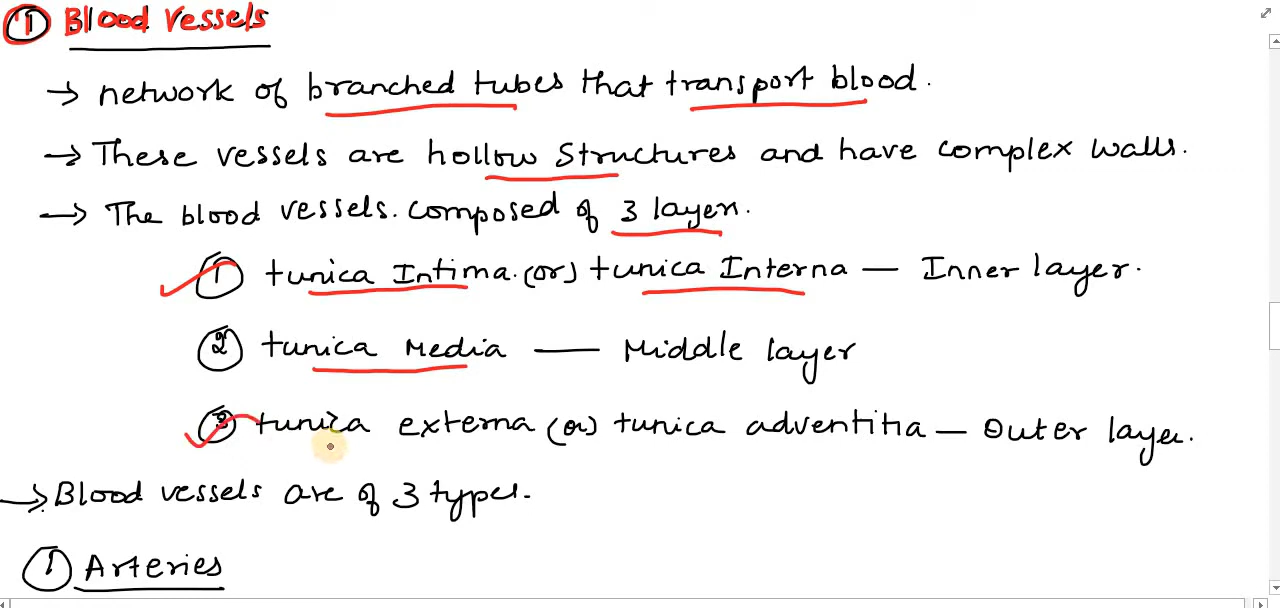 ① Blood Vessels
→ network of branched tubes that transport blood.
→ These vessels are hollow structures and have complex walls.
→ The blood vessels. composed of 3 layers.
① tunica Intima. (or) tunica Interna — Inner layer.
② tunica Media — Middle layer
③ tunica externa (or) tunica adventitia — Outer layer.
→ Blood vessels are of 3 types.
① Arteries